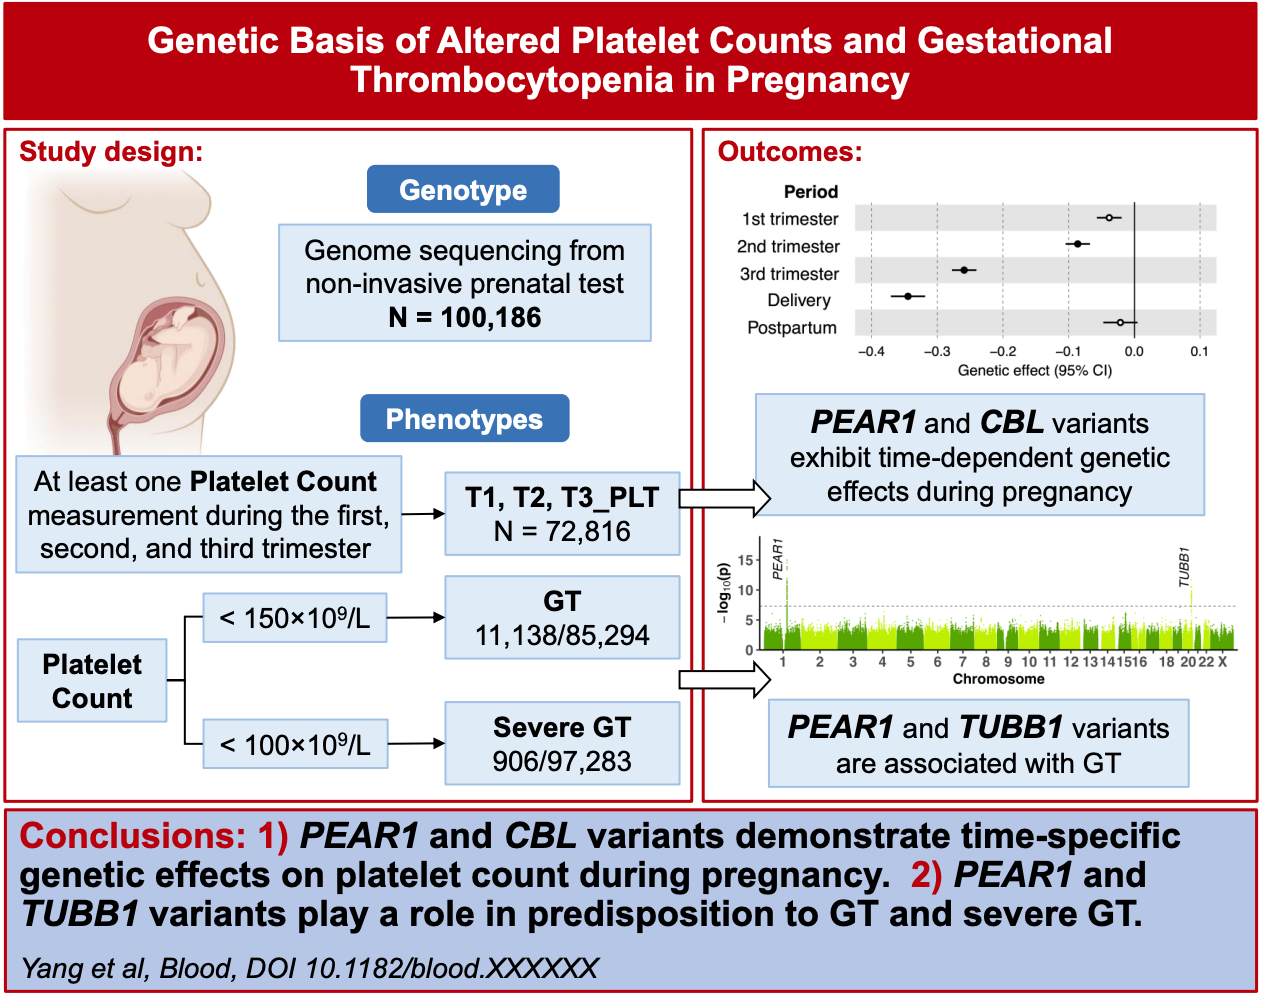 Genetic Basis of Altered Platelet Counts and Gestational
Thrombocytopenia in Pregnancy
Study design:
Genotype
Genome sequencing from
non-invasive prenatal test
N = 100,186
Phenotypes
At least one Platelet Count
measurement during the first,
second, and third trimester
T1, T2, T3_PLT
N = 72,816
Platelet
Count
< 150×10⁹/L
GT
11,138/85,294
< 100×10⁹/L
Severe GT
906/97,283
Outcomes:
Period
1st trimester
2nd trimester
3rd trimester
Delivery
Postpartum
−0.4 −0.3 −0.2 −0.1 0.0 0.1
Genetic effect (95% CI)
PEAR1 and CBL variants
exhibit time-dependent genetic
effects during pregnancy
−log₁₀(p)
15
10
5
0
PEAR1
TUBB1
1 2 3 4 5 6 7 8 9 10 11 12 13 14 15 16 18 20 22 X
Chromosome
PEAR1 and TUBB1 variants
are associated with GT
Conclusions: 1) PEAR1 and CBL variants demonstrate time-specific
genetic effects on platelet count during pregnancy. 2) PEAR1 and
TUBB1 variants play a role in predisposition to GT and severe GT.
Yang et al, Blood, DOI 10.1182/blood.XXXXXX